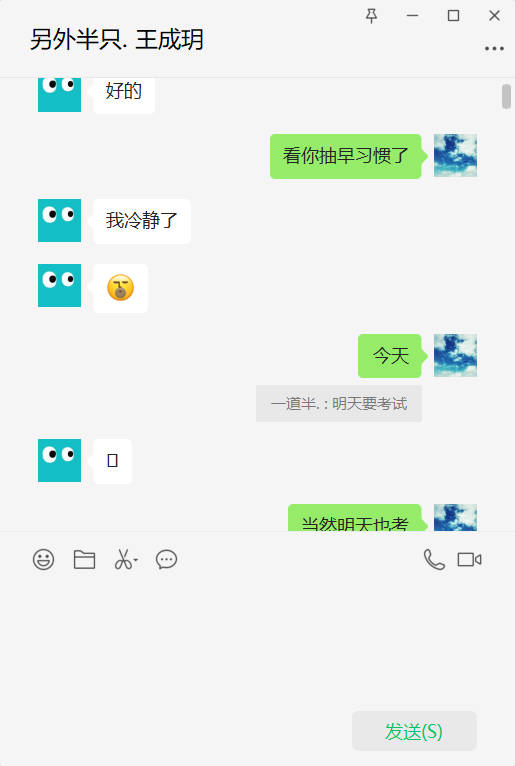 另外半只. 王成玥
好的
看你抽早习惯了
我冷静了
今天
一道半. : 明天要考试
当然明天也考
发送(S)